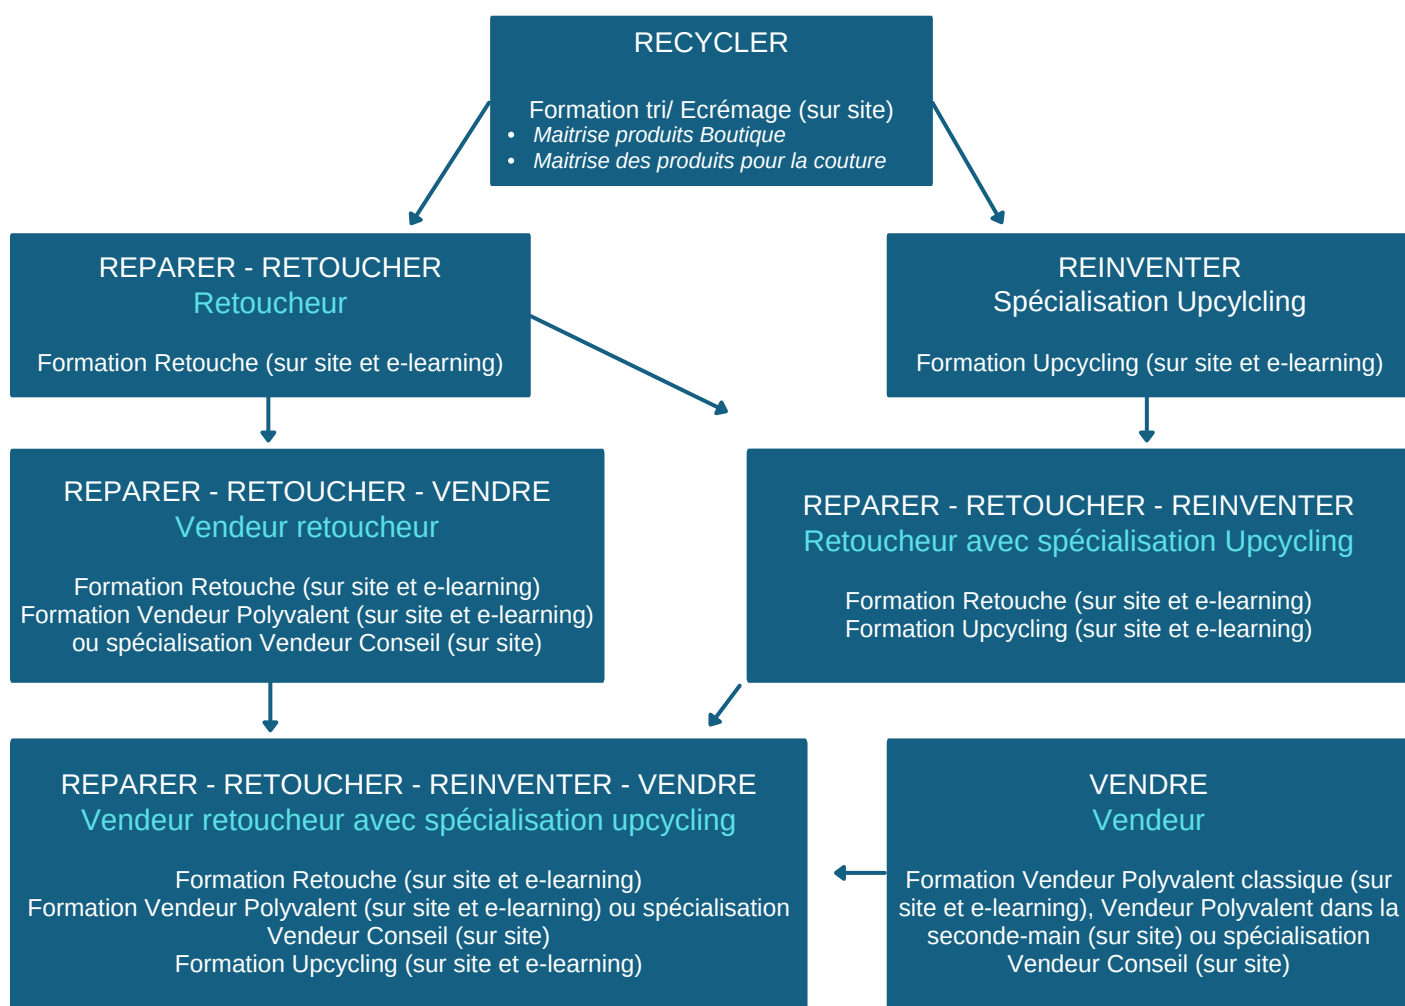 RECYCLER
Formation tri/ Ecrémage (sur site)
• Maitrise produits Boutique
• Maitrise des produits pour la couture
REPARER - RETOUCHER
Retoucheur
Formation Retouche (sur site et e-learning)
REINVENTER
Spécialisation Upcylcling
Formation Upcycling (sur site et e-learning)
REPARER - RETOUCHER - VENDRE
Vendeur retoucheur
Formation Retouche (sur site et e-learning)
Formation Vendeur Polyvalent (sur site et e-learning)
ou spécialisation Vendeur Conseil (sur site)
REPARER - RETOUCHER - REINVENTER
Retoucheur avec spécialisation Upcycling
Formation Retouche (sur site et e-learning)
Formation Upcycling (sur site et e-learning)
REPARER - RETOUCHER - REINVENTER - VENDRE
Vendeur retoucheur avec spécialisation upcycling
Formation Retouche (sur site et e-learning)
Formation Vendeur Polyvalent (sur site et e-learning) ou spécialisation
Vendeur Conseil (sur site)
Formation Upcycling (sur site et e-learning)
VENDRE
Vendeur
Formation Vendeur Polyvalent classique (sur
site et e-learning), Vendeur Polyvalent dans la
seconde-main (sur site) ou spécialisation
Vendeur Conseil (sur site)